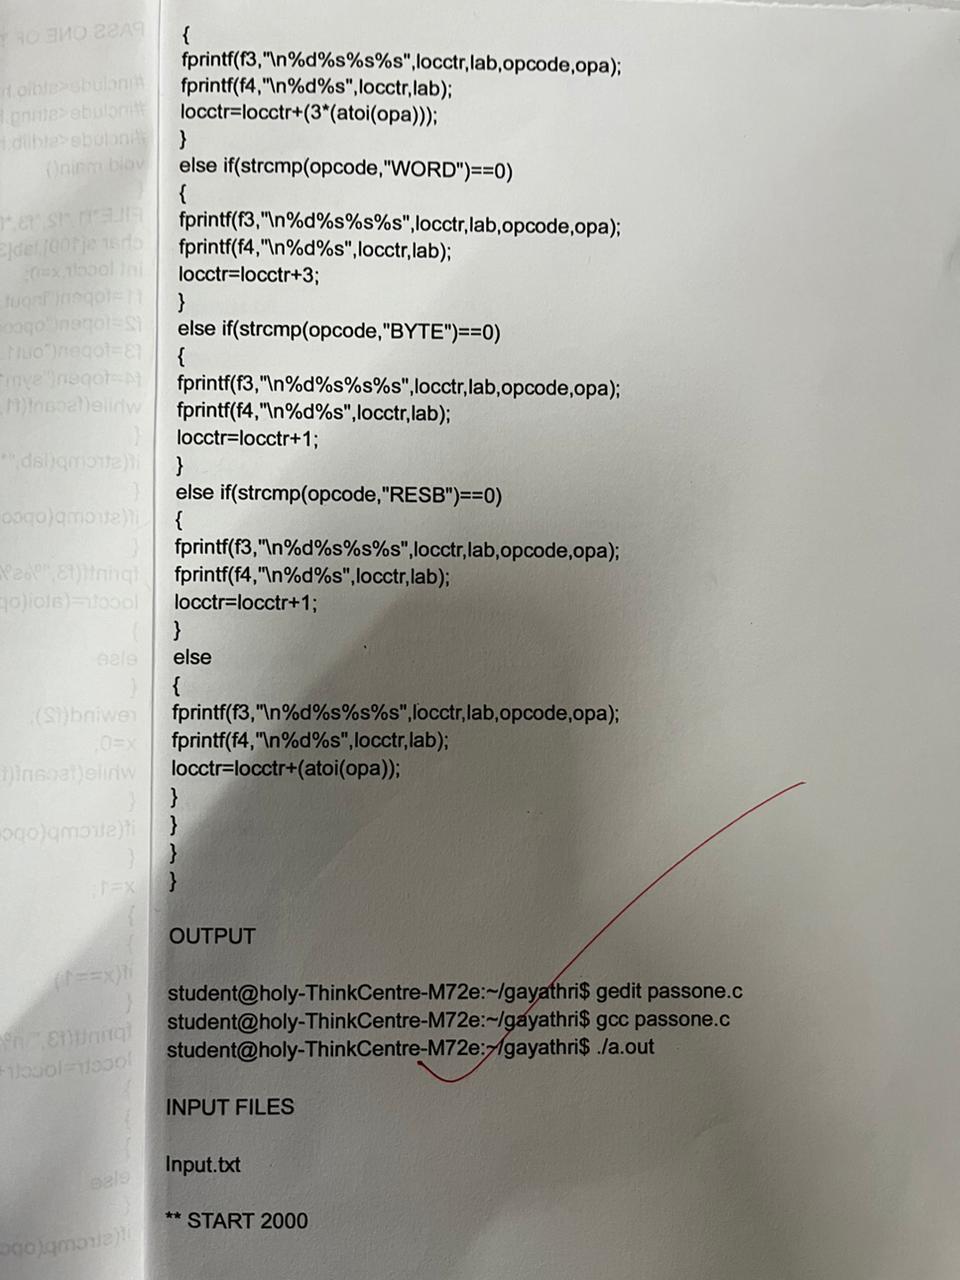 {
fprintf(f3,"\n%d%s%s%s",locctr,lab,opcode,opa);
fprintf(f4,"\n%d%s",locctr,lab);
locctr=locctr+(3*(atoi(opa)));
}
else if(strcmp(opcode,"WORD")==0)
{
fprintf(f3,"\n%d%s%s%s",locctr,lab,opcode,opa);
fprintf(f4,"\n%d%s",locctr,lab);
locctr=locctr+3;
}
else if(strcmp(opcode,"BYTE")==0)
{
fprintf(f3,"\n%d%s%s%s",locctr,lab,opcode,opa);
fprintf(f4,"\n%d%s",locctr,lab);
locctr=locctr+1;
}
else if(strcmp(opcode,"RESB")==0)
{
fprintf(f3,"\n%d%s%s%s",locctr,lab,opcode,opa);
fprintf(f4,"\n%d%s",locctr,lab);
locctr=locctr+1;
}
else
{
fprintf(f3,"\n%d%s%s%s",locctr,lab,opcode,opa);
fprintf(f4,"\n%d%s",locctr,lab);
locctr=locctr+(atoi(opa));
}
}
}
}
OUTPUT
student@holy-ThinkCentre-M72e:~/gayathri$ gedit passone.c
student@holy-ThinkCentre-M72e:~/gayathri$ gcc passone.c
student@holy-ThinkCentre-M72e:~/gayathri$ ./a.out
INPUT FILES
Input.txt
** START 2000